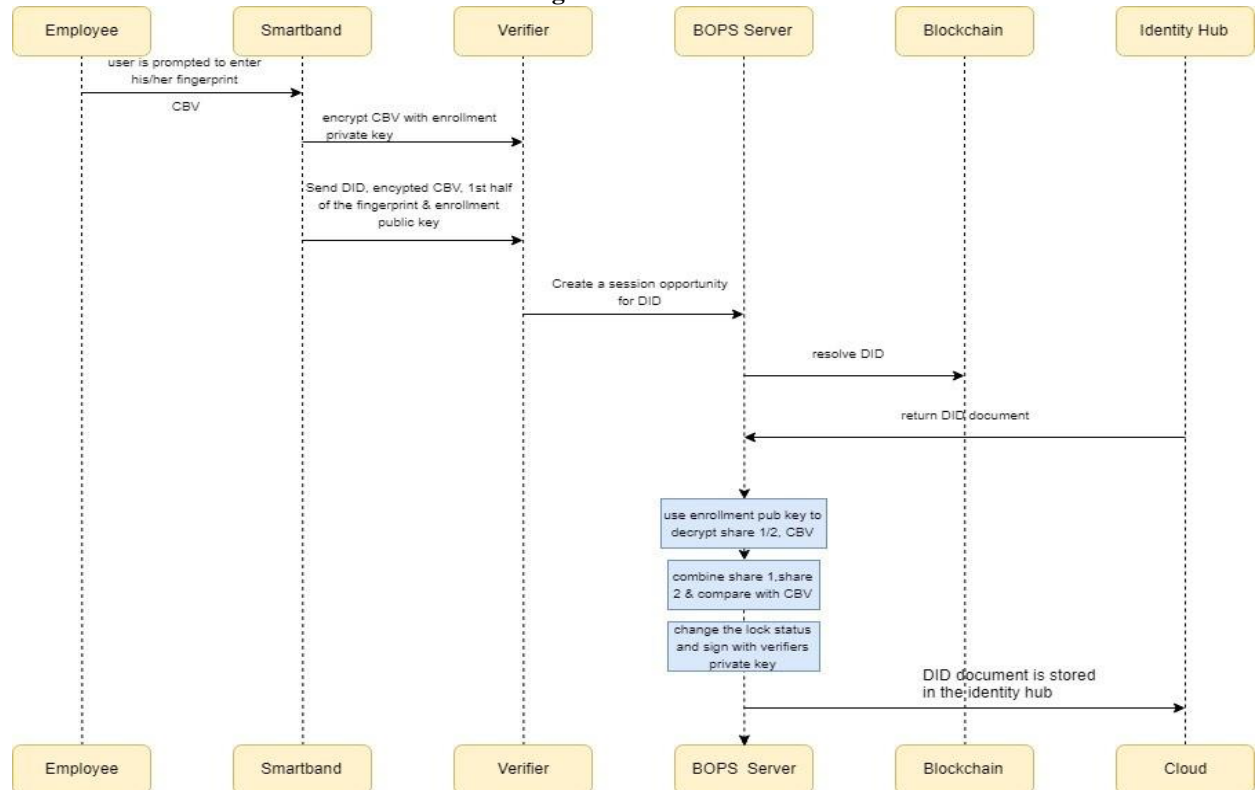 Employee
Smartband
Verifier
BOPS Server
Blockchain
Identity Hub
user is prompted to enter
his/her fingerprint
CBV
encrypt CBV with enrollment
private key
Send DID, encrypted CBV, 1st half
of the fingerprint & enrollment
public key
Create a session opportunity
for DID
resolve DID
return DID document
use enrollment pub key to
decrypt share 1/2, CBV
combine share 1,share
2 & compare with CBV
change the lock status
and sign with verifiers
private key
DID document is stored
in the identity hub
Employee
Smartband
Verifier
BOPS Server
Blockchain
Cloud